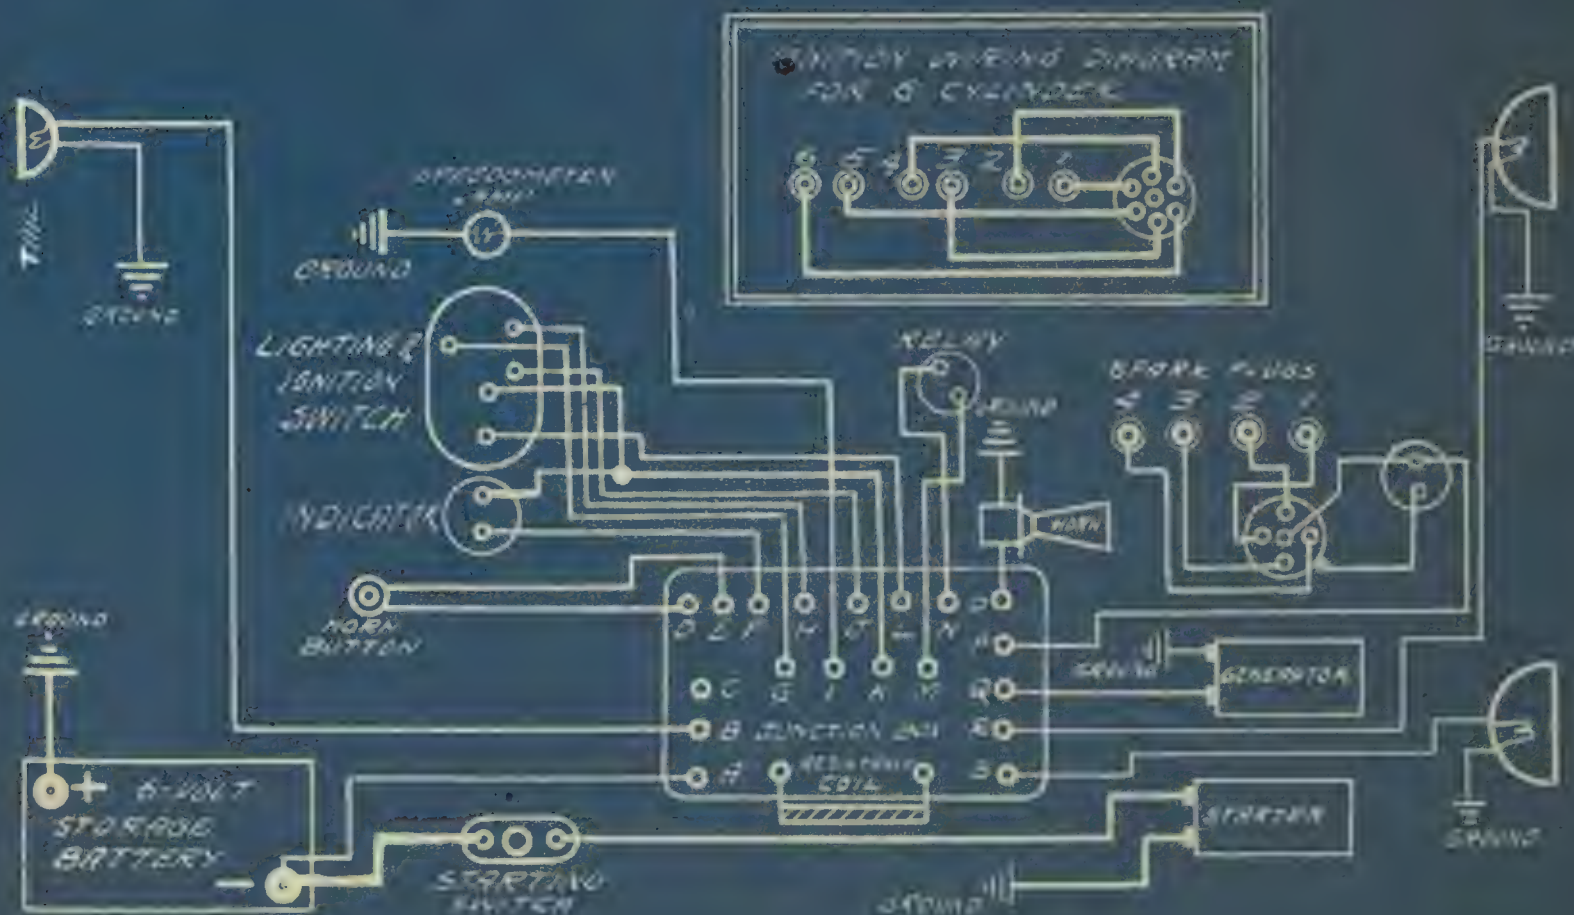 IGNITION WIRING DIAGRAM
FOR 6 CYLINDER
6 5 4 3 2 1
TAIL
GROUND
SPEEDOMETER
LAMP
GROUND
LIGHTING &
IGNITION
SWITCH
INDICATOR
HORN
BUTTON
RELAY
GROUND
HORN
SPARK PLUGS
4 3 2 1
GROUND
D E F H J L N P
G I K M
C
B JUNCTION BOX R
A S
Q
RESISTANCE
COIL
GROUND
GENERATOR
GROUND
+ 6-VOLT
STORAGE
BATTERY
-
STARTING
SWITCH
STARTER
GROUND
GROUND